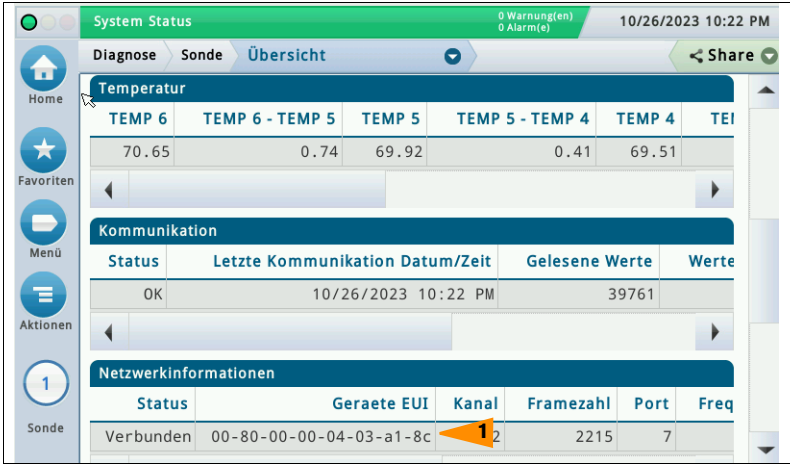 System Status
0 Warnung(en)
0 Alarm(e)
10/26/2023 10:22 PM
Diagnose Sonde Übersicht
Share
Home
Favoriten
Menü
Aktionen
1
Sonde
Temperatur
TEMP 6 TEMP 6 - TEMP 5 TEMP 5 TEMP 5 - TEMP 4 TEMP 4
70.65 0.74 69.92 0.41 69.51
Kommunikation
Status Letzte Kommunikation Datum/Zeit Gelesene Werte Werte
OK 10/26/2023 10:22 PM 39761
Netzwerkinformationen
Status Geraete EUI Kanal Framezahl Port Freq
Verbunden 00-80-00-00-04-03-a1-8c 1 2 2215 7